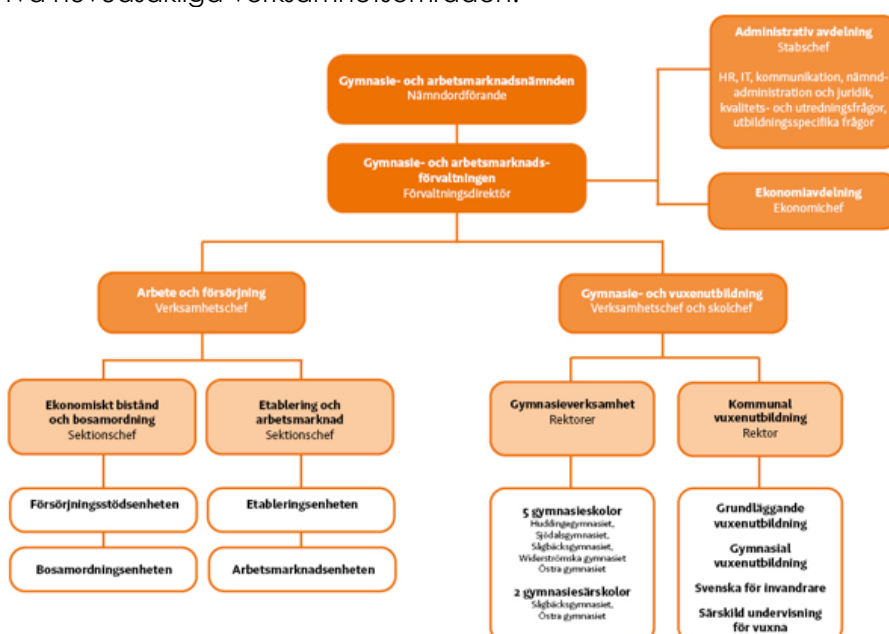 Två huvudsakliga verksamhetsområden.
Administrativ avdelning
Stabschef
HR, IT, kommunikation, nämnd-
administration och juridik,
kvalitets- och utredningsfrågor,
utbildningsspecifika frågor
Gymnasie- och arbetsmarknadsnämnden
Nämndordförande
Gymnasie- och arbetsmarknads-
förvaltningen
Förvaltningsdirektör
Ekonomiavdelning
Ekonomichef
Arbete och försörjning
Verksamhetschef
Gymnasie- och vuxenutbildning
Verksamhetschef och skolchef
Ekonomiskt bistånd
och bosamordning
Sektionschef
Etablering och
arbetsmarknad
Sektionschef
Gymnasieverksamhet
Rektorer
Kommunal
vuxenutbildning
Rektor
Försörjningsstödsenheten
Etableringsenheten
Bosamordningsenheten
Arbetsmarknadsenheten
5 gymnasieskolor
Huddingegymnasiet,
Sjödalsgymnasiet,
Sågbäcksgymnasiet,
Widerströmska gymnasiet
Östra gymnasiet
2 gymnasiesärskolor
Sågbäcksgymnasiet,
Östra gymnasiet
Grundläggande
vuxenutbildning
Gymnasial
vuxenutbildning
Svenska för invandrare
Särskild undervisning
för vuxna